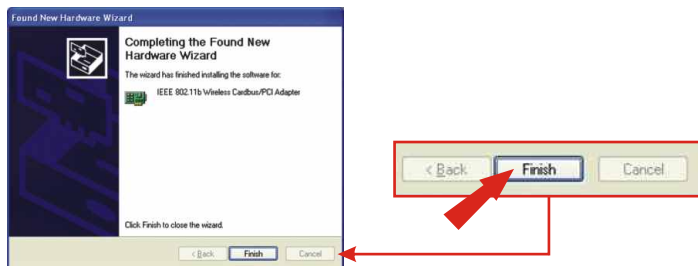 Found New Hardware Wizard
Completing the Found New
Hardware Wizard
The wizard has finished installing the software for:
IEEE 802.11b Wireless Cardbus/PCI Adapter
Click Finish to close the wizard.
< Back
Finish
Cancel
< Back
Finish
Cancel